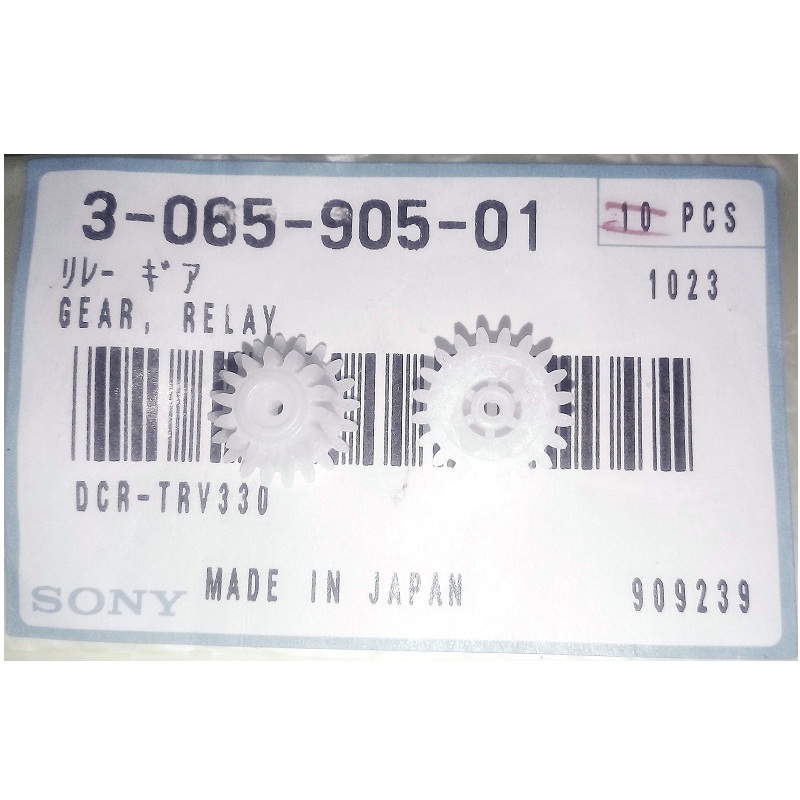 3-065-905-01
10 PCS
ﾘﾚｰ ｷﾞｱ
1023
GEAR, RELAY
DCR-TRV330
SONY
MADE IN JAPAN
909239